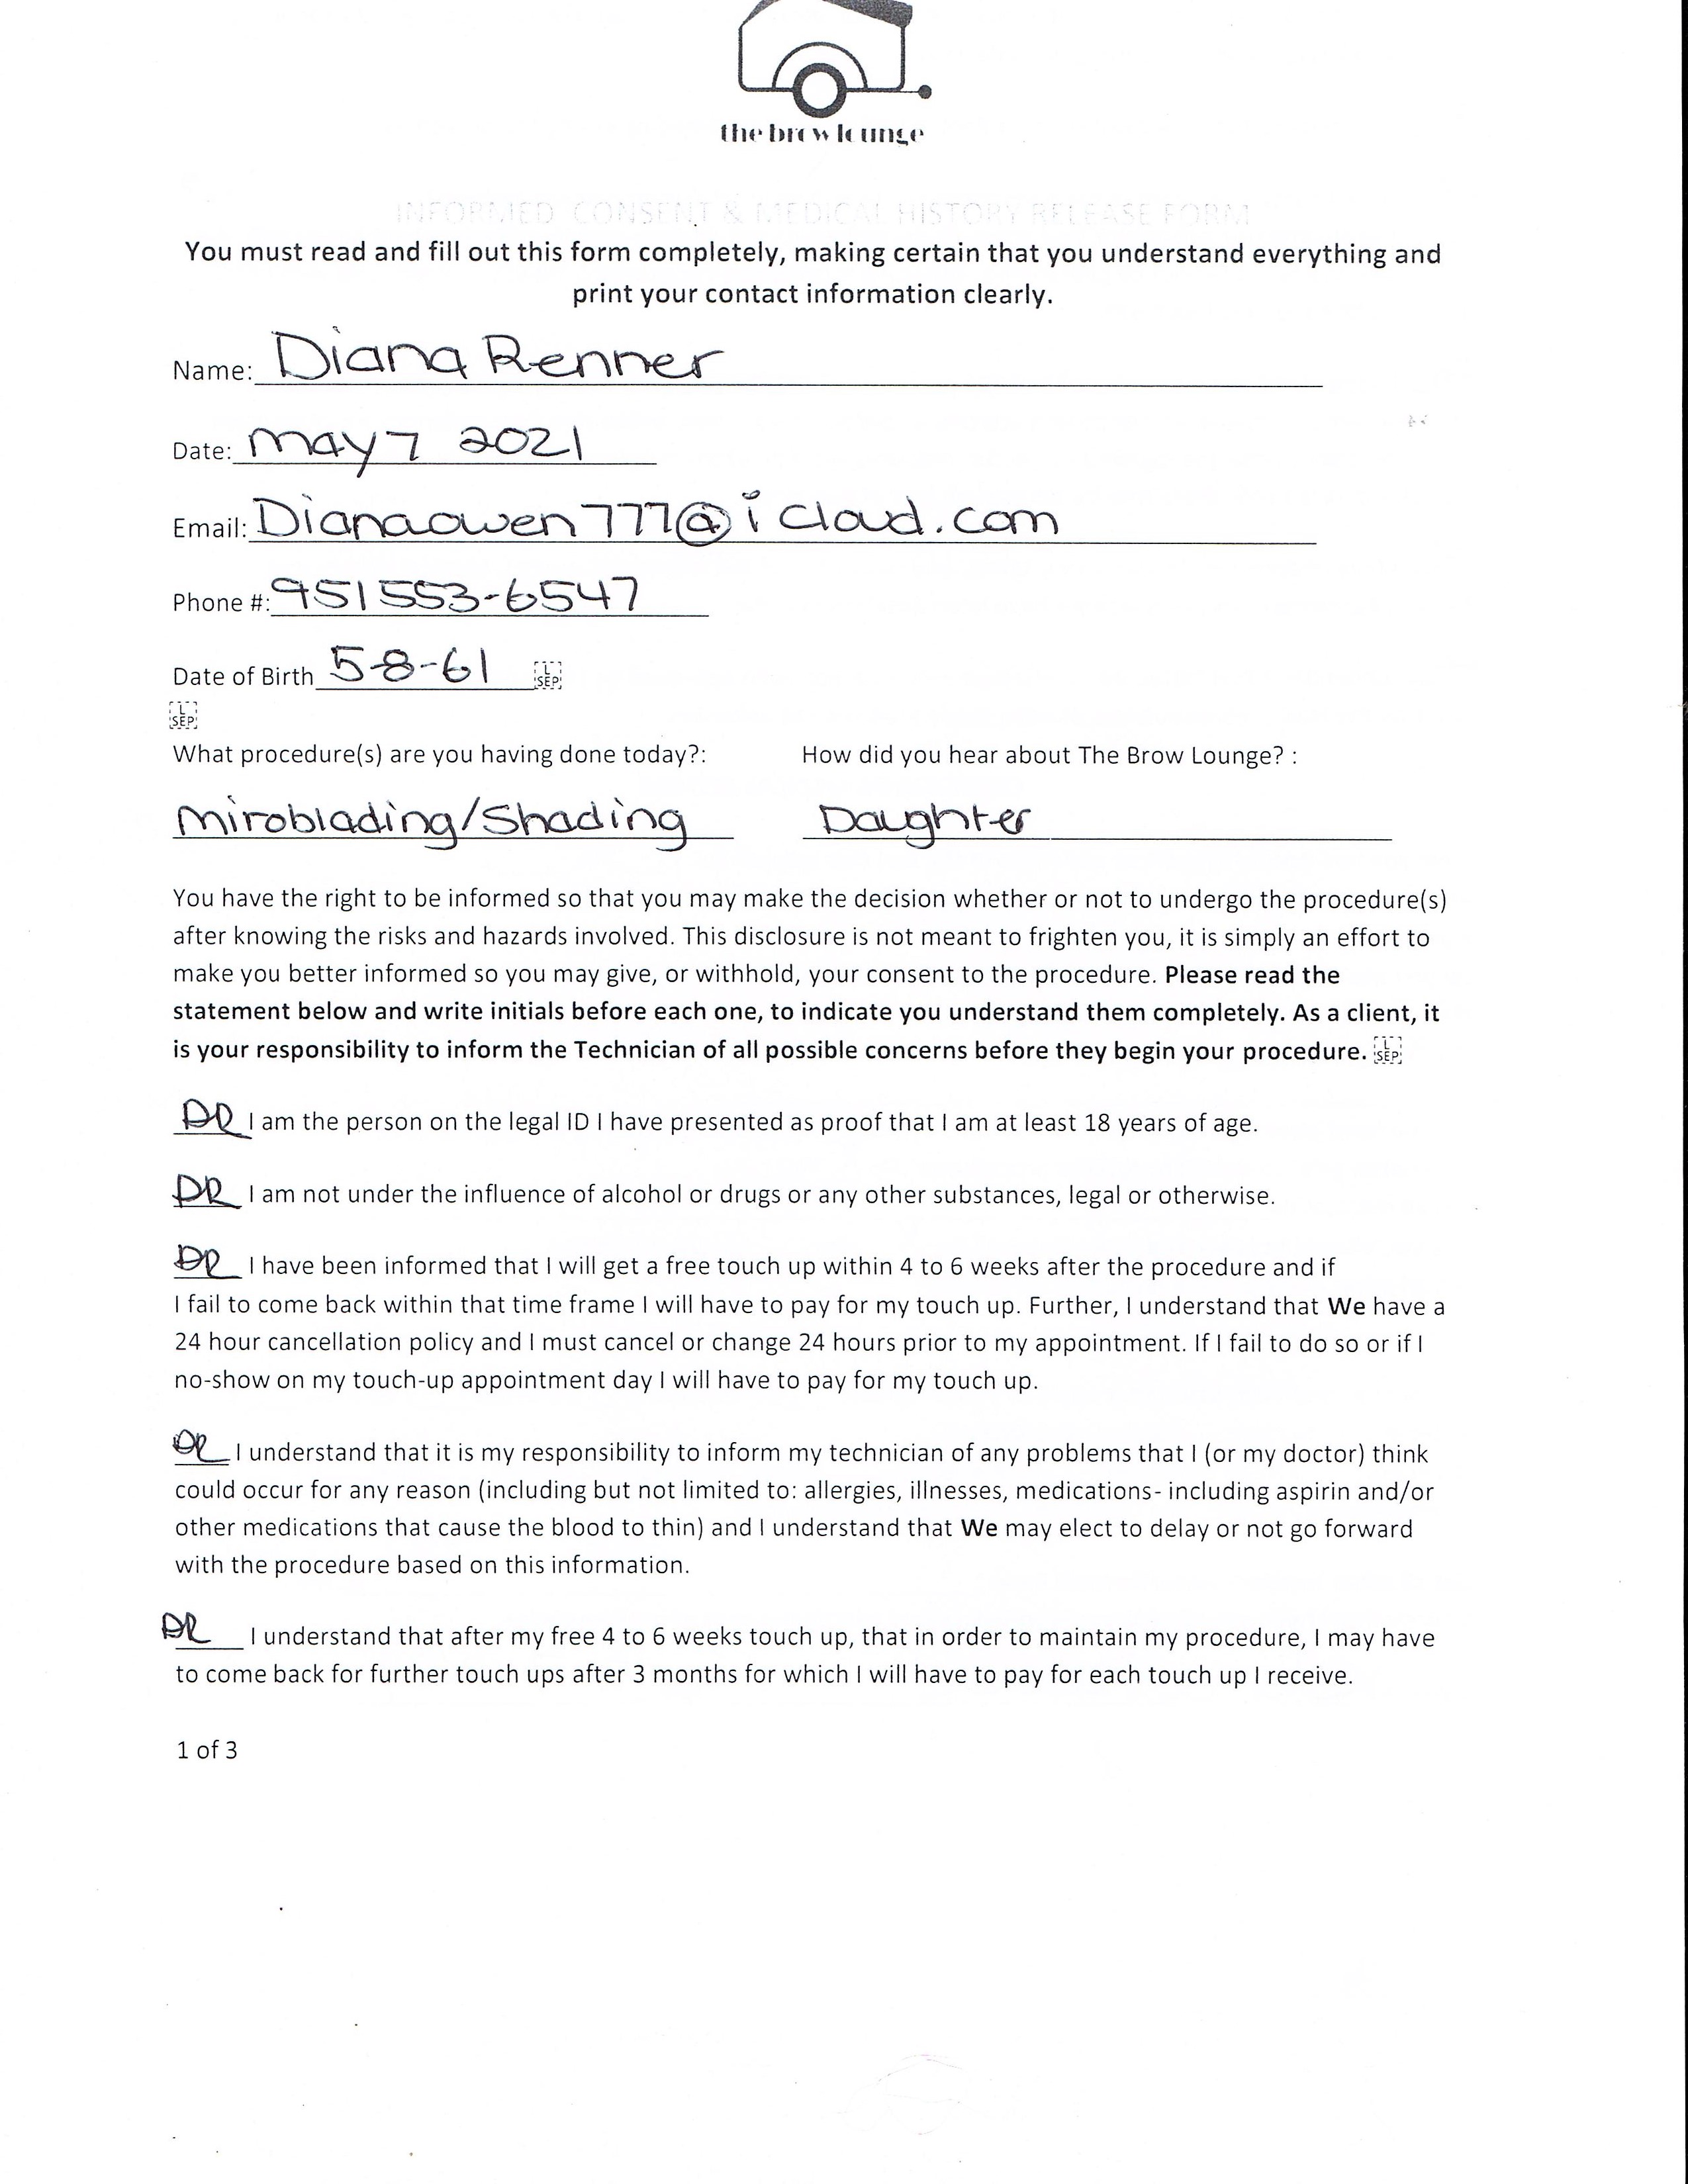 the brow lounge
INFORMED CONSENT & MEDICAL HISTORY RELEASE FORM
You must read and fill out this form completely, making certain that you understand everything and
print your contact information clearly.
Name: Diana Renner
Date: may 7 2021
Email: Dianaowen777@icloud.com
Phone #: 951 553-6547
Date of Birth 5-8-61 L SEP
L SEP
What procedure(s) are you having done today?: How did you hear about The Brow Lounge? :
Miroblading/Shading Daughter
You have the right to be informed so that you may make the decision whether or not to undergo the procedure(s)
after knowing the risks and hazards involved. This disclosure is not meant to frighten you, it is simply an effort to
make you better informed so you may give, or withhold, your consent to the procedure. Please read the
statement below and write initials before each one, to indicate you understand them completely. As a client, it
is your responsibility to inform the Technician of all possible concerns before they begin your procedure. L SEP
DR I am the person on the legal ID I have presented as proof that I am at least 18 years of age.
DR I am not under the influence of alcohol or drugs or any other substances, legal or otherwise.
DR I have been informed that I will get a free touch up within 4 to 6 weeks after the procedure and if
I fail to come back within that time frame I will have to pay for my touch up. Further, I understand that We have a
24 hour cancellation policy and I must cancel or change 24 hours prior to my appointment. If I fail to do so or if I
no-show on my touch-up appointment day I will have to pay for my touch up.
DR I understand that it is my responsibility to inform my technician of any problems that I (or my doctor) think
could occur for any reason (including but not limited to: allergies, illnesses, medications- including aspirin and/or
other medications that cause the blood to thin) and I understand that We may elect to delay or not go forward
with the procedure based on this information.
DR I understand that after my free 4 to 6 weeks touch up, that in order to maintain my procedure, I may have
to come back for further touch ups after 3 months for which I will have to pay for each touch up I receive.
1 of 3